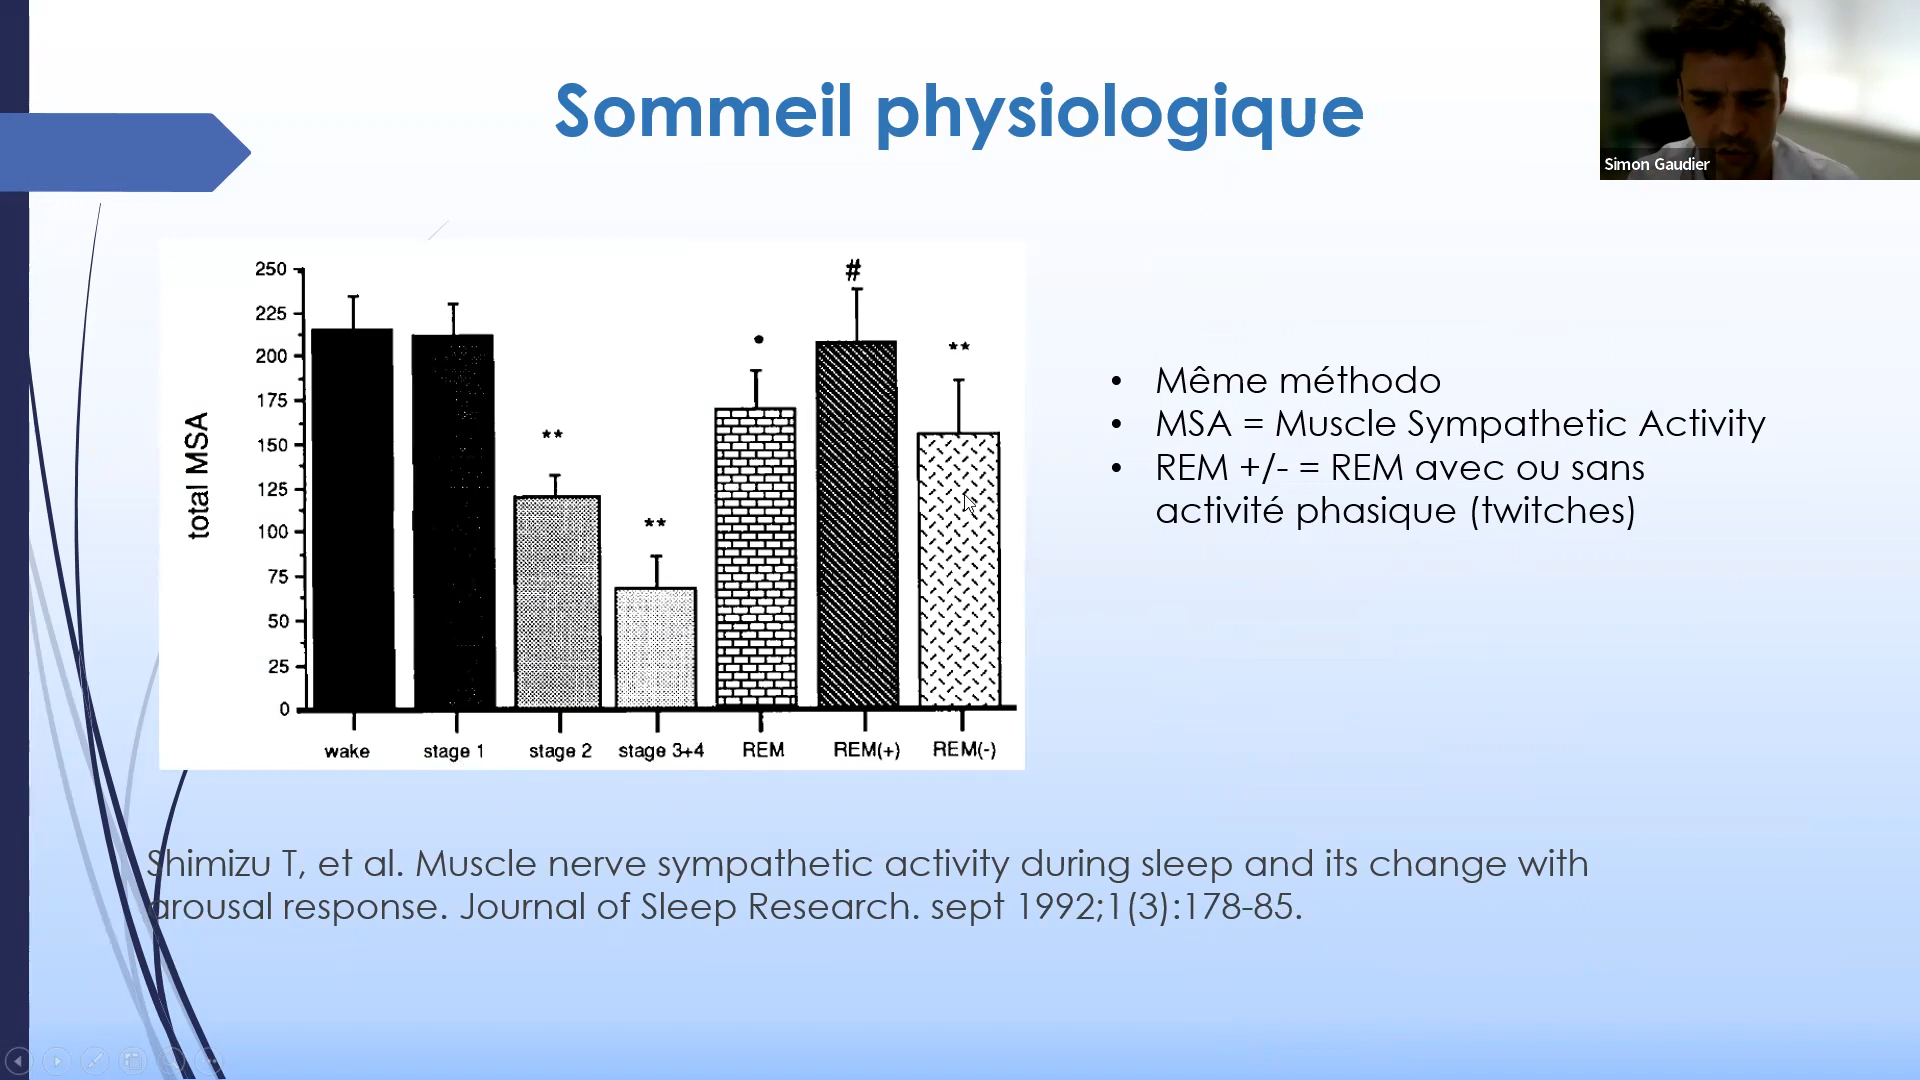 Sommeil physiologique
Simon Gaudier
total MSA
250
225
200
175
150
125
100
75
50
25
0
**
**
•
#
**
wake
stage 1
stage 2
stage 3+4
REM
REM(+)
REM(-)
• Même méthodo
• MSA = Muscle Sympathetic Activity
• REM +/- = REM avec ou sans
activité phasique (twitches)
Shimizu T, et al. Muscle nerve sympathetic activity during sleep and its change with
arousal response. Journal of Sleep Research. sept 1992;1(3):178-85.